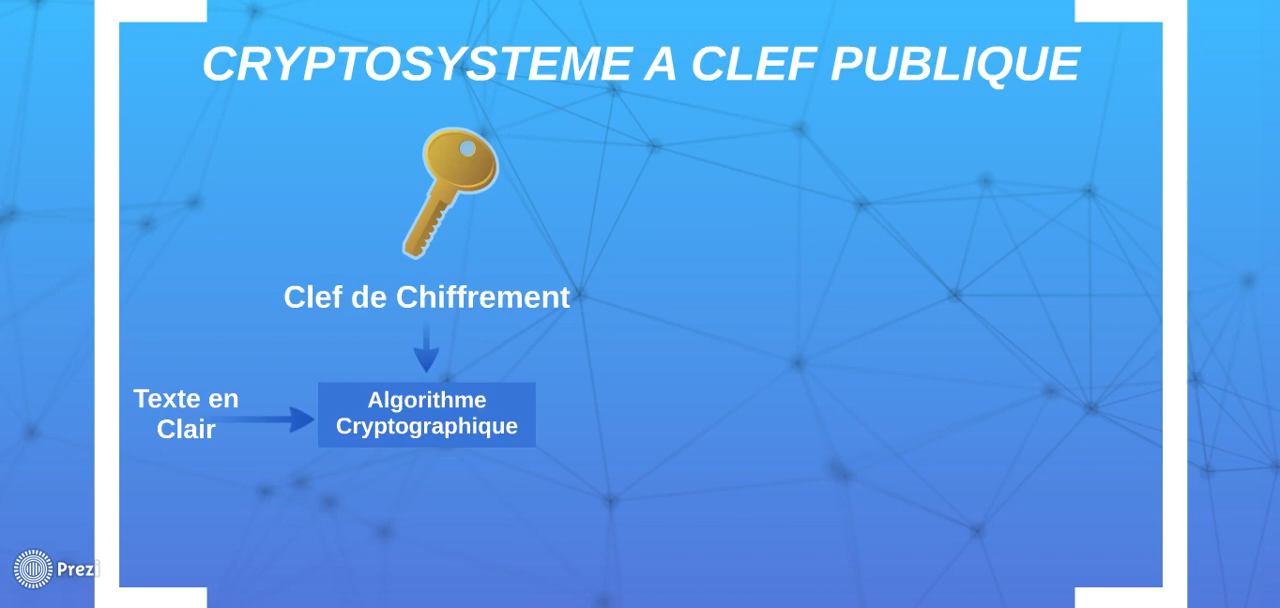 CRYPTOSYSTEME A CLEF PUBLIQUE
Clef de Chiffrement
Texte en
Clair
Algorithme
Cryptographique
Prezi